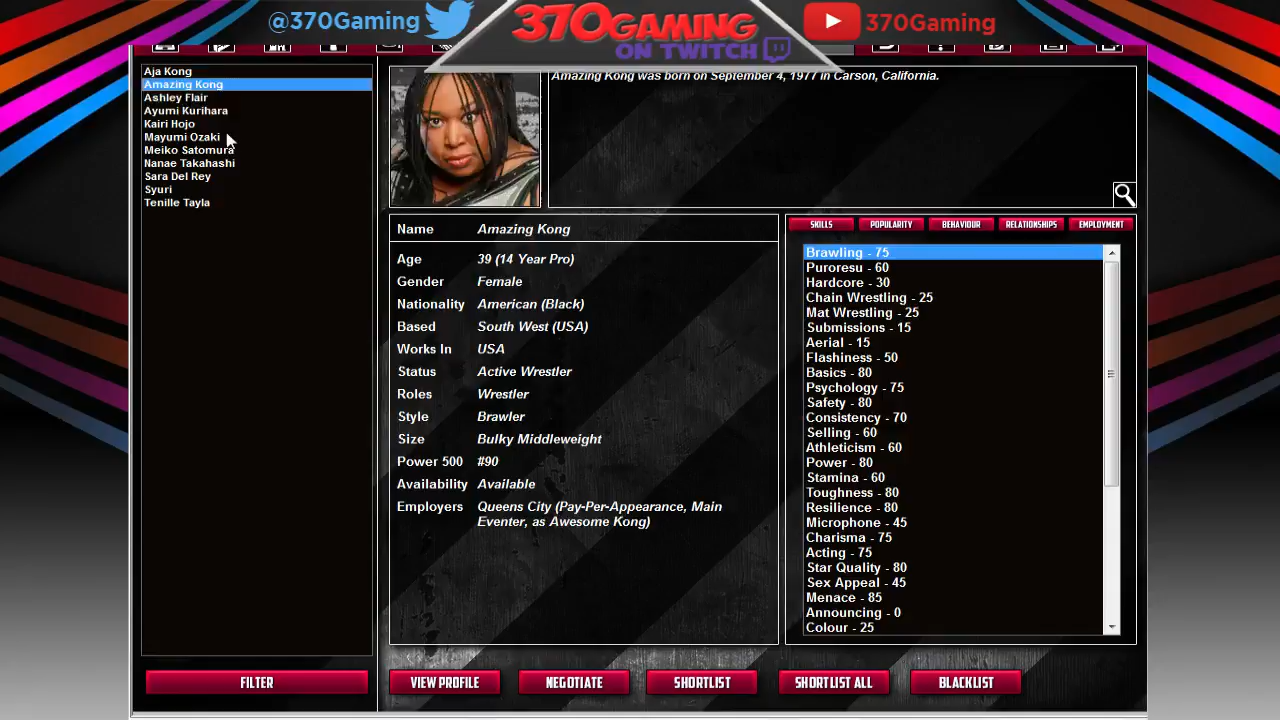 @370Gaming
370GAMING
ON TWITCH
370Gaming
Aja Kong
Amazing Kong
Ashley Flair
Ayumi Kurihara
Kairi Hojo
Mayumi Ozaki
Meiko Satomura
Nanae Takahashi
Sara Del Rey
Syuri
Tenille Tayla
FILTER
Amazing Kong was born on September 4, 1977 in Carson, California.
Name Amazing Kong
Age 39 (14 Year Pro)
Gender Female
Nationality American (Black)
Based South West (USA)
Works In USA
Status Active Wrestler
Roles Wrestler
Style Brawler
Size Bulky Middleweight
Power 500 #90
Availability Available
Employers Queens City (Pay-Per-Appearance, Main
Eventer, as Awesome Kong)
SKILLS POPULARITY BEHAVIOUR RELATIONSHIPS EMPLOYMENT
Brawling - 75
Puroresu - 60
Hardcore - 30
Chain Wrestling - 25
Mat Wrestling - 25
Submissions - 15
Aerial - 15
Flashiness - 50
Basics - 80
Psychology - 75
Safety - 80
Consistency - 70
Selling - 60
Athleticism - 60
Power - 80
Stamina - 60
Toughness - 80
Resilience - 80
Microphone - 45
Charisma - 75
Acting - 75
Star Quality - 80
Sex Appeal - 45
Menace - 85
Announcing - 0
Colour - 25
VIEW PROFILE NEGOTIATE SHORTLIST SHORTLIST ALL BLACKLIST